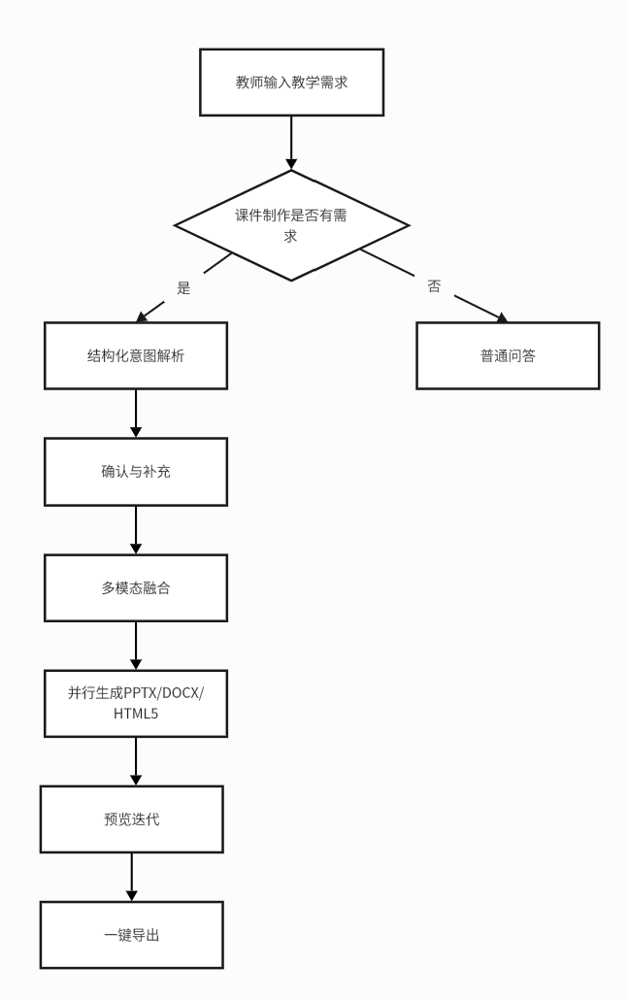 教师输入教学需求
课件制作是否有需
求
是
否
结构化意图解析
普通问答
确认与补充
多模态融合
并行生成PPTX/DOCX/
HTML5
预览迭代
一键导出